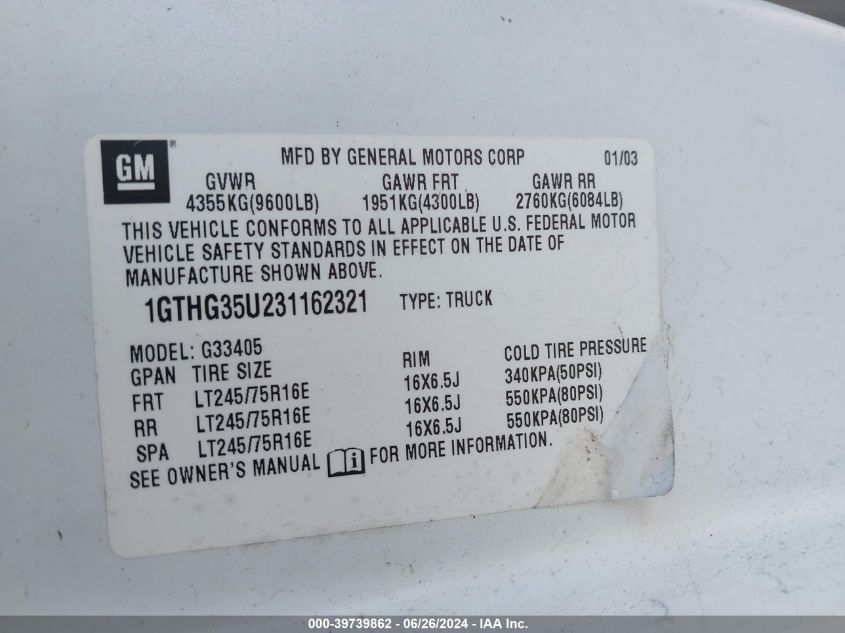 GM® MFD BY GENERAL MOTORS CORP 01/03
GVWR GAWR FRT GAWR RR
4355KG(9600LB) 1951KG(4300LB) 2760KG(6084LB)
THIS VEHICLE CONFORMS TO ALL APPLICABLE U.S. FEDERAL MOTOR
VEHICLE SAFETY STANDARDS IN EFFECT ON THE DATE OF
MANUFACTURE SHOWN ABOVE.
1GTHG35U231162321 TYPE: TRUCK
MODEL: G33405
GPAN TIRE SIZE RIM COLD TIRE PRESSURE
FRT LT245/75R16E 16X6.5J 340KPA(50PSI)
RR LT245/75R16E 16X6.5J 550KPA(80PSI)
SPA LT245/75R16E 16X6.5J 550KPA(80PSI)
SEE OWNER'S MANUAL i FOR MORE INFORMATION.
000-39739862 - 06/26/2024 - IAA Inc.